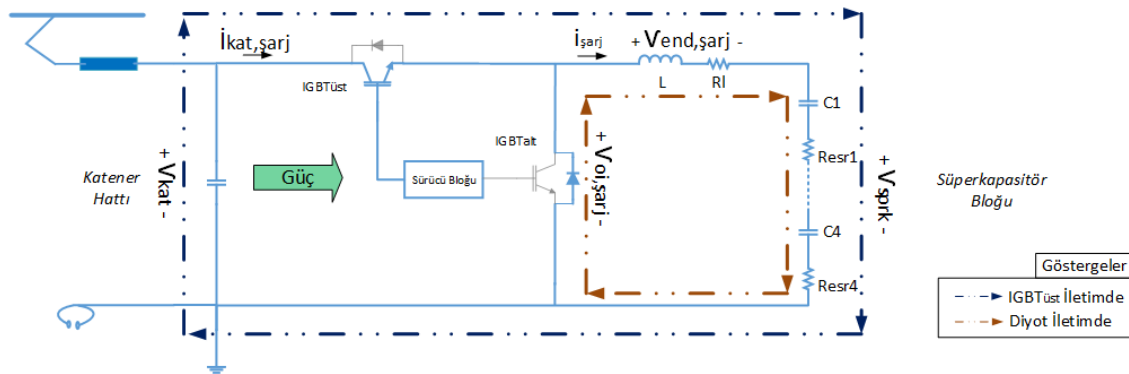 İkat,şarj
IGBTüst
işarj
+ Vend,şarj -
L
Rl
C1
Resr1
IGBTalt
+ Vkat -
Katener
Hattı
Güç
Sürücü Bloğu
+ Voi,şarj -
+ Vsprk -
Süperkapasitör
Bloğu
C4
Resr4
Göstergeler
IGBTüst İletimde
Diyot İletimde